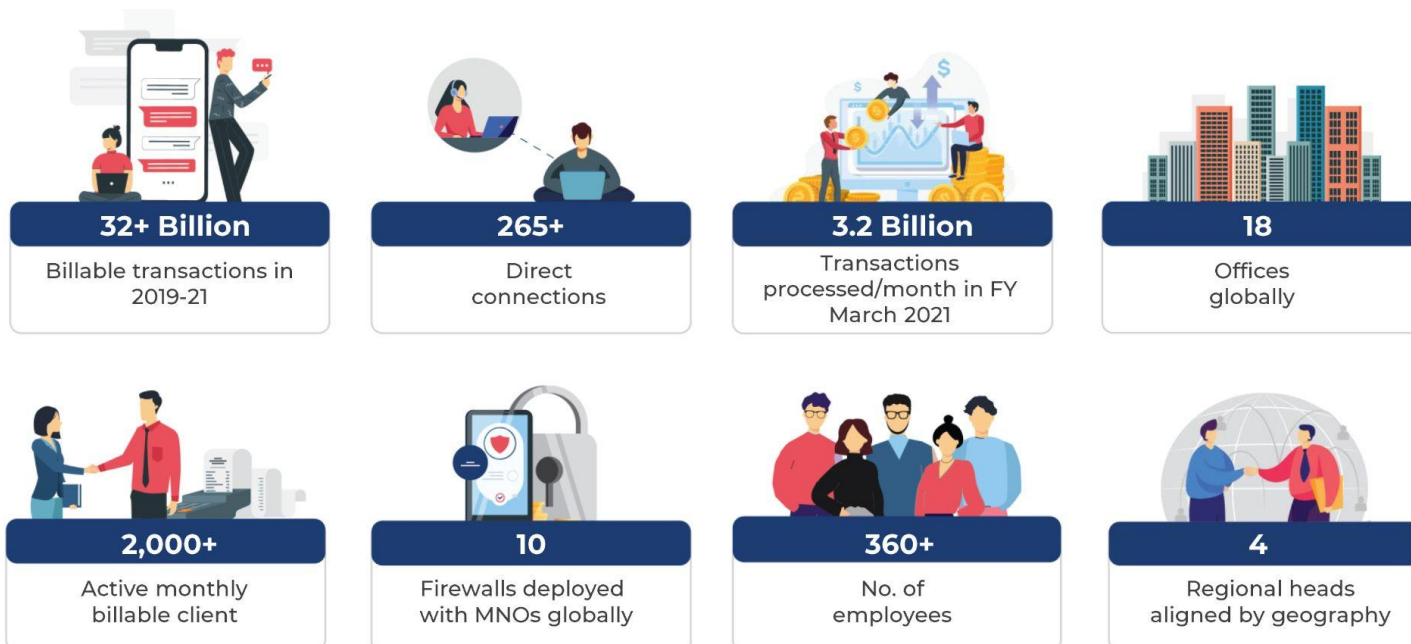 32+ Billion
Billable transactions in
2019-21
265+
Direct
connections
3.2 Billion
Transactions
processed/month in FY
March 2021
18
Offices
globally
2,000+
Active monthly
billable client
10
Firewalls deployed
with MNOs globally
360+
No. of
employees
4
Regional heads
aligned by geography